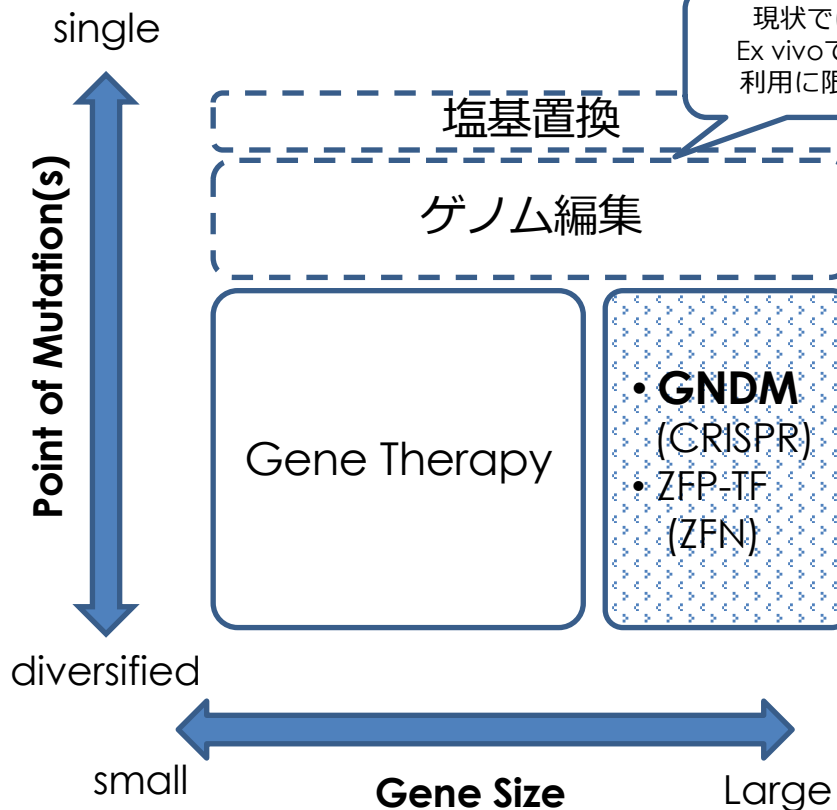 single
現状で
Ex vivoで
利用に限
塩基置換
ゲノム編集
Point of Mutation(s)
Gene Therapy
• GNDM
(CRISPR)
• ZFP-TF
(ZFN)
diversified
small
Gene Size
Large